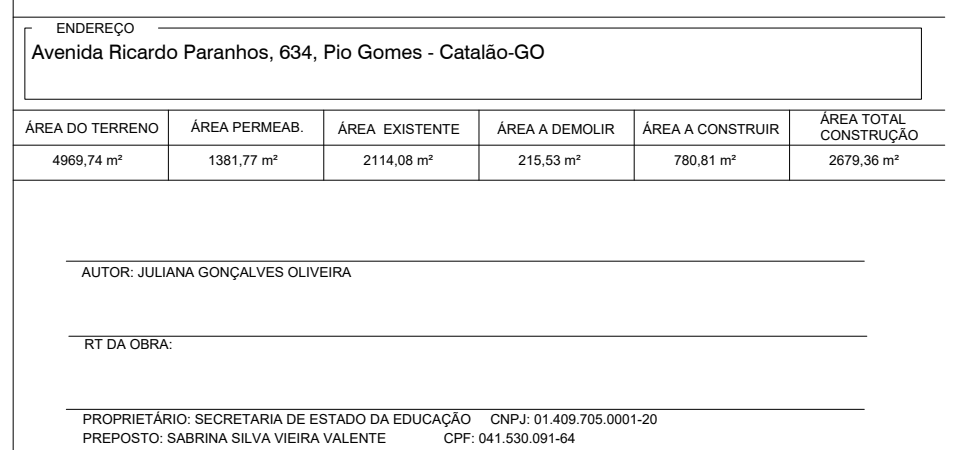 ENDEREÇO
Avenida Ricardo Paranhos, 634, Pio Gomes - Catalão-GO
ÁREA DO TERRENO ÁREA PERMEAB. ÁREA EXISTENTE ÁREA A DEMOLIR ÁREA A CONSTRUIR ÁREA TOTAL
CONSTRUÇÃO
4969,74 m² 1381,77 m² 2114,08 m² 215,53 m² 780,81 m² 2679,36 m²
AUTOR: JULIANA GONÇALVES OLIVEIRA
RT DA OBRA:
PROPRIETÁRIO: SECRETARIA DE ESTADO DA EDUCAÇÃO CNPJ: 01.409.705.0001-20
PREPOSTO: SABRINA SILVA VIEIRA VALENTE CPF: 041.530.091-64